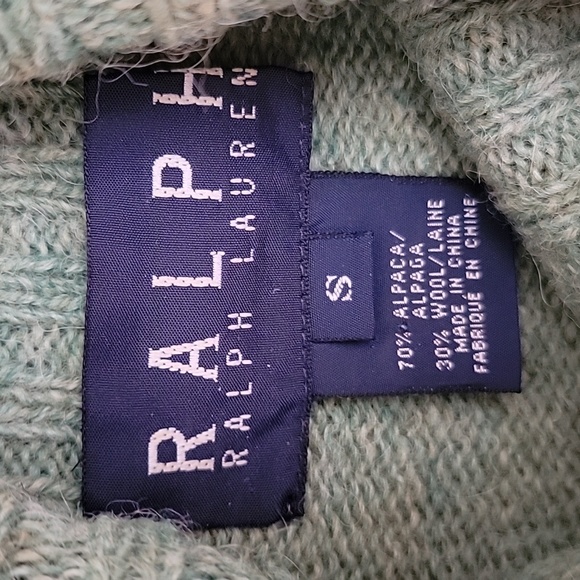 RALPH
RALPH LAUREN
S
70% ALPACA/
ALPAGA
30% WOOL/LAINE
MADE IN CHINA
FABRIQUE EN CHINE